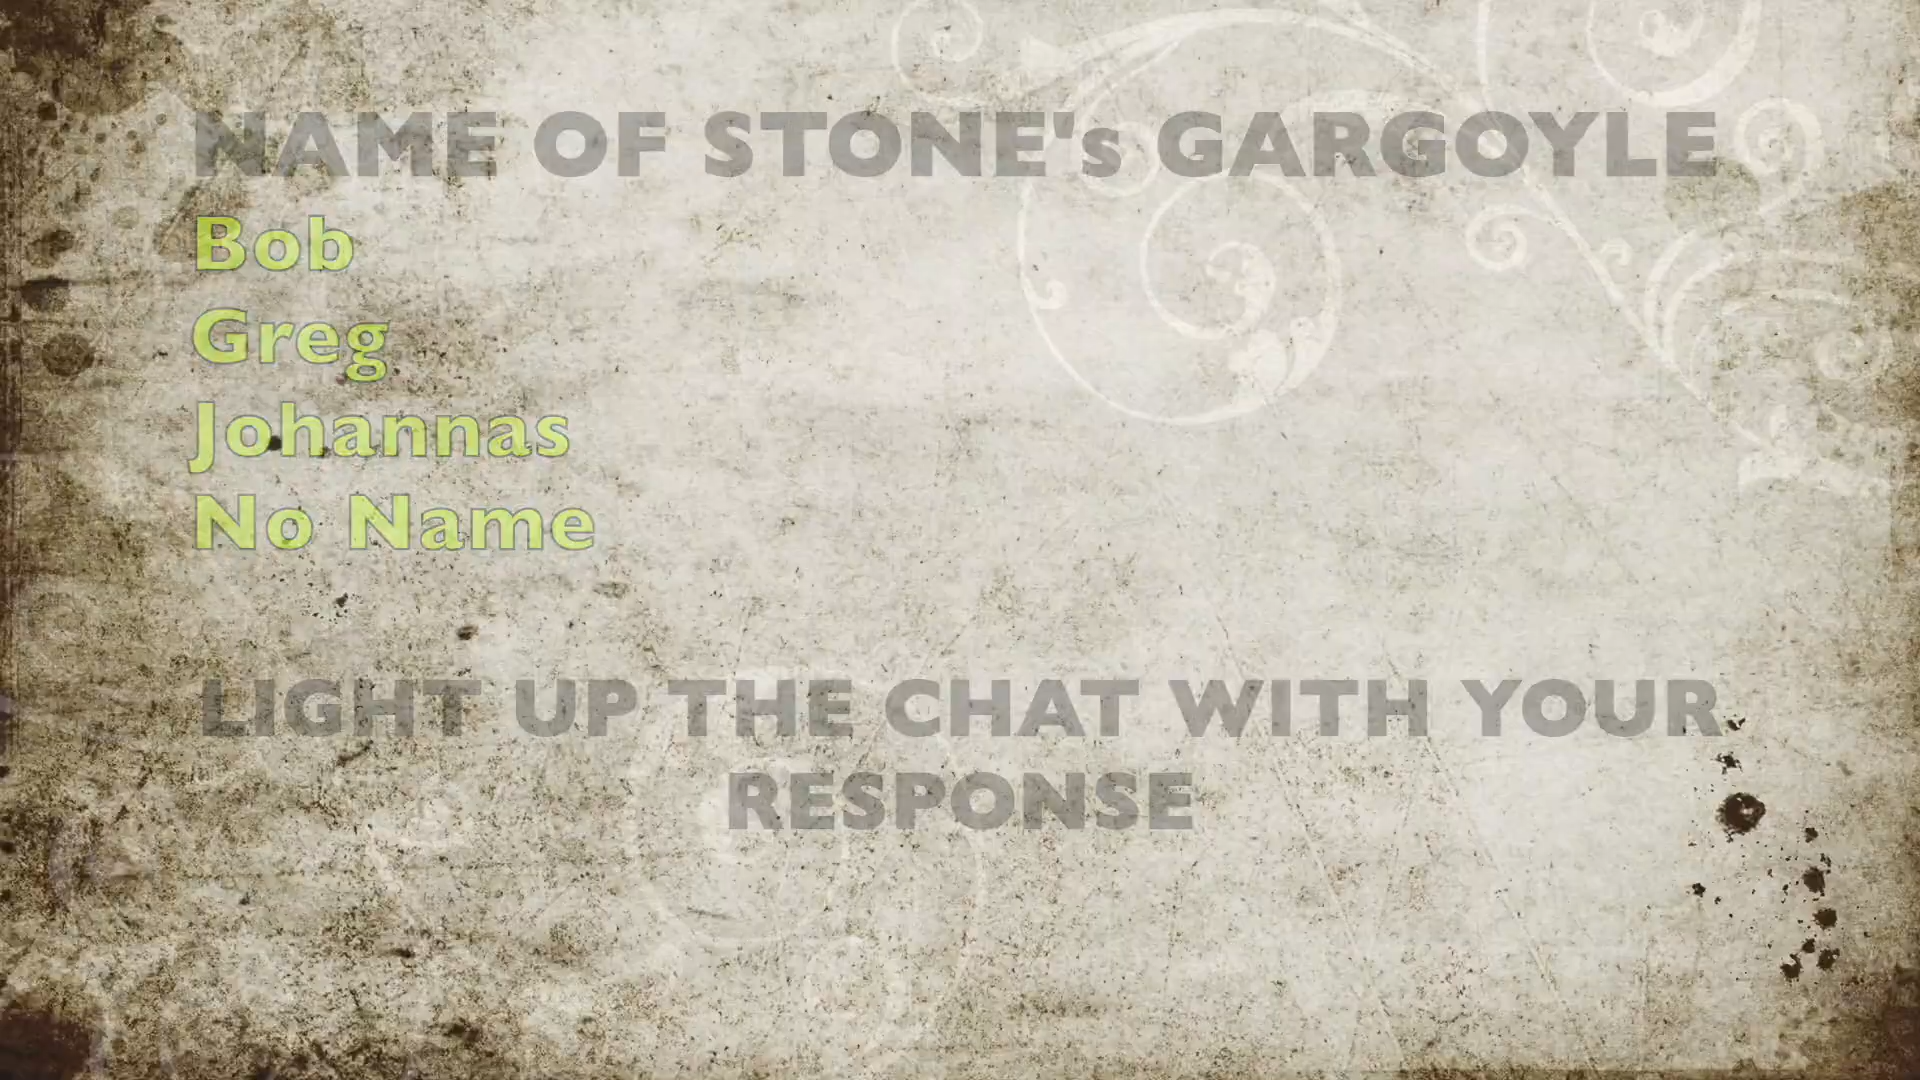 NAME OF STONE's GARGOYLE
Bob
Greg
Johannas
No Name
LIGHT UP THE CHAT WITH YOUR
RESPONSE